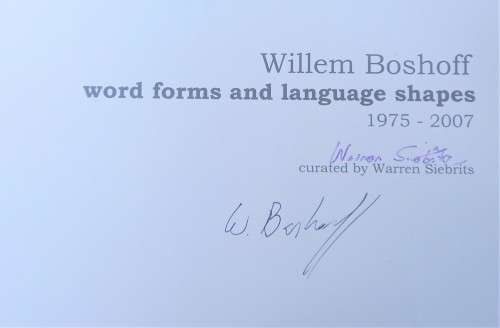 Willem Boshoff
word forms and language shapes
1975 - 2007
Warren Siebrits
curated by Warren Siebrits
W. Boshoff